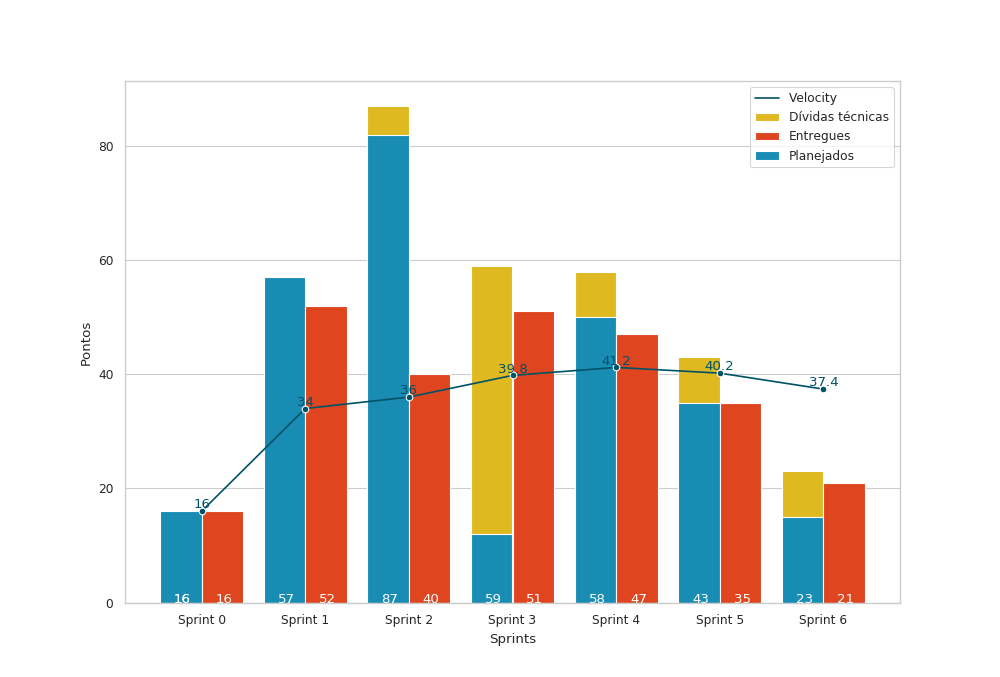 Velocity
Dívidas técnicas
Entregues
Planejados
80
60
40
20
0
Pontos
16
34
36
39.8
41.2
40.2
37.4
16 16 57 52 87 40 59 51 58 47 43 35 23 21
Sprint 0 Sprint 1 Sprint 2 Sprint 3 Sprint 4 Sprint 5 Sprint 6
Sprints